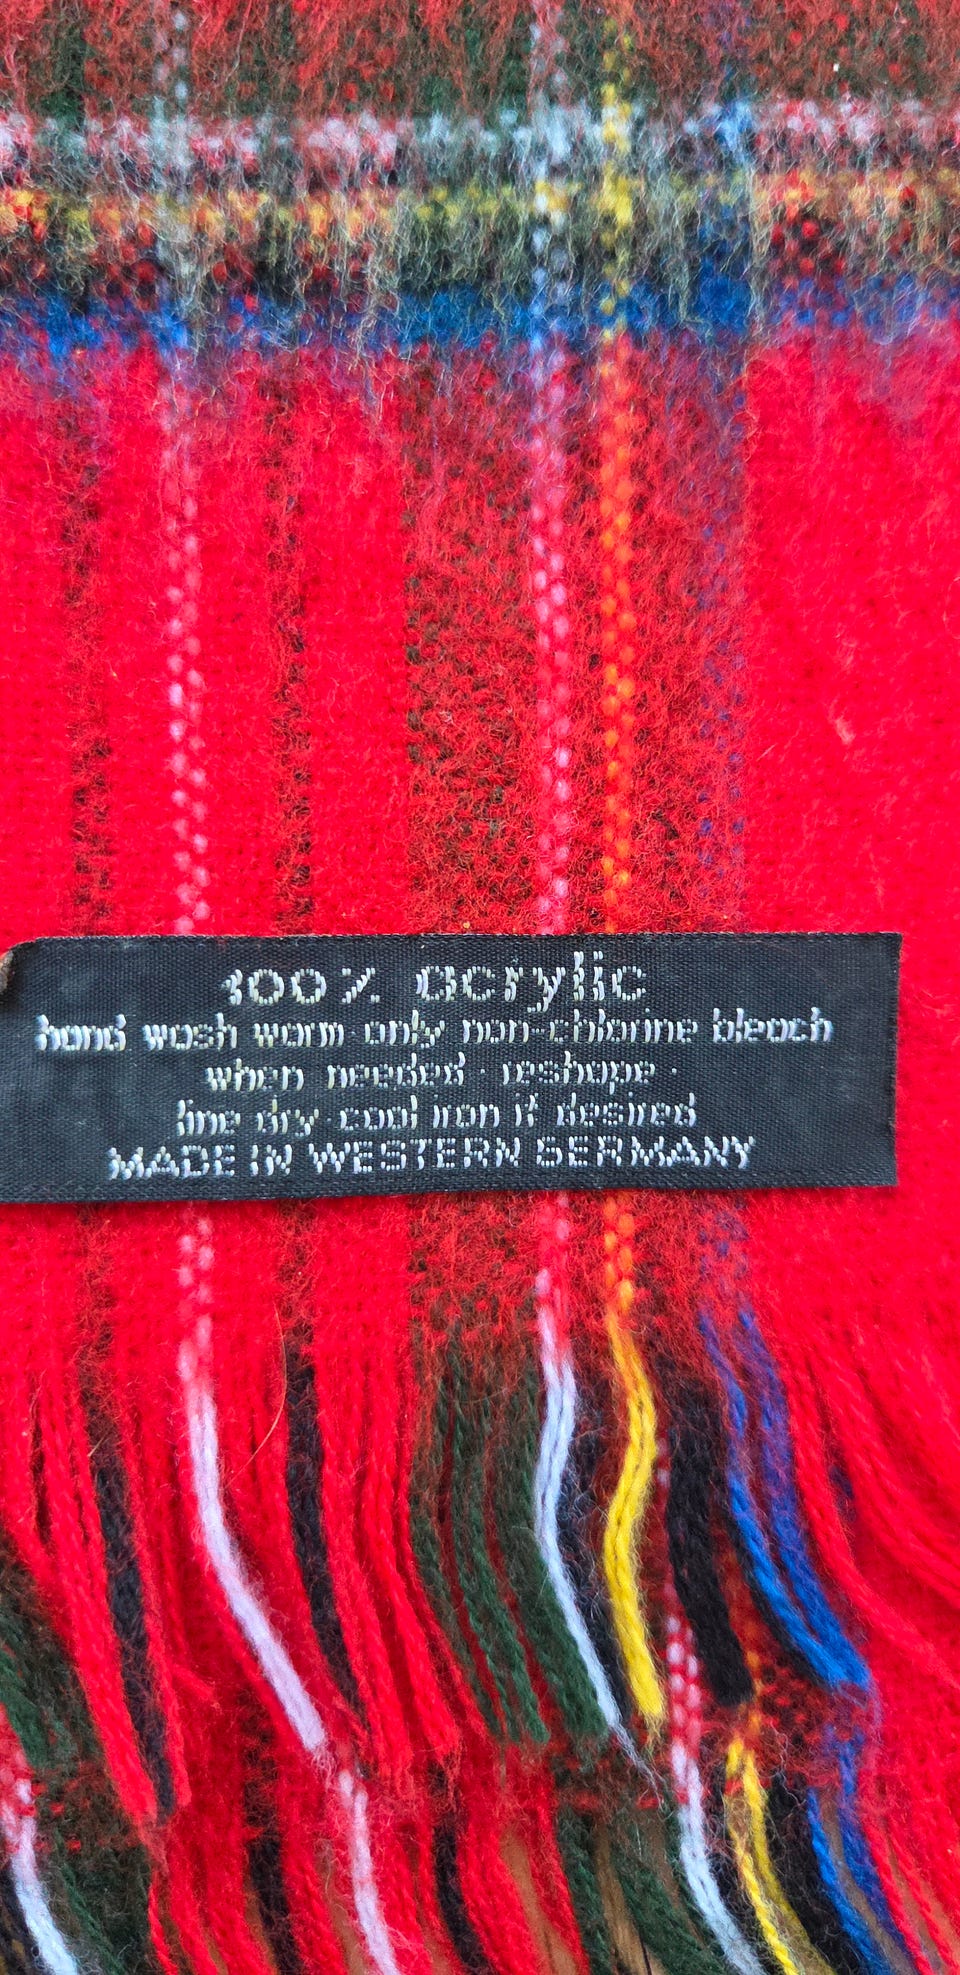 100% acrylic
hand wash warm·only non-chlorine bleach
when needed · reshape ·
line dry·cool iron if desired
MADE IN WESTERN GERMANY